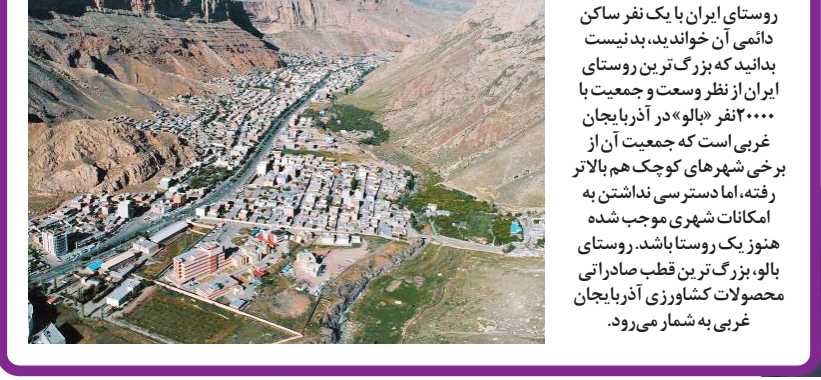 روستای ایران با یک نفر ساکن
دائمی آن خواندید، بد نیست
بدانید که بزرگ‌ترین روستای
ایران از نظر وسعت و جمعیت با
۲۰۰۰۰نفر «بالو» در آذربایجان
غربی است که جمعیت آن از
برخی شهرهای کوچک هم بالاتر
رفته، اما دسترسی نداشتن به
امکانات شهری موجب شده
هنوز یک روستا باشد. روستای
بالو، بزرگ‌ترین قطب صادراتی
محصولات کشاورزی آذربایجان
غربی به شمار می‌رود.